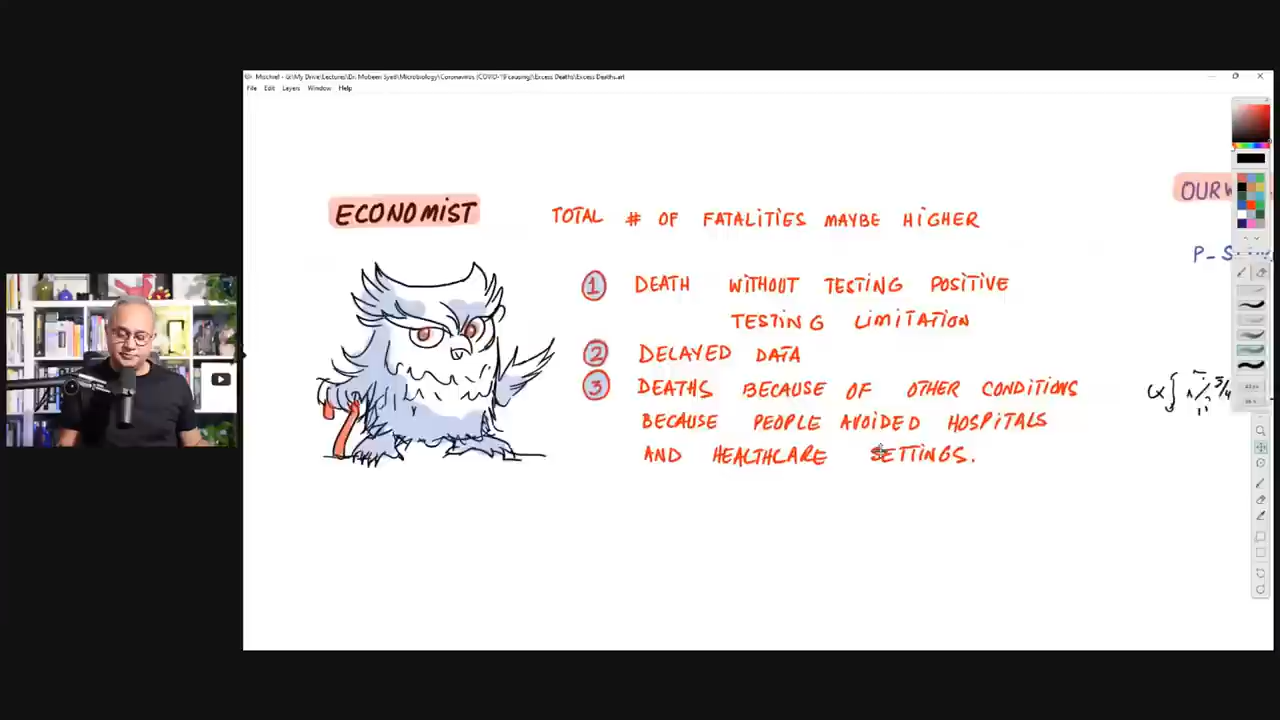 File Edit Layers Window Help
ECONOMIST
TOTAL # OF FATALITIES MAYBE HIGHER
1 DEATH WITHOUT TESTING POSITIVE
TESTING LIMITATION
2 DELAYED DATA
3 DEATHS BECAUSE OF OTHER CONDITIONS
BECAUSE PEOPLE AVOIDED HOSPITALS
AND HEALTHCARE SETTINGS.
OUR